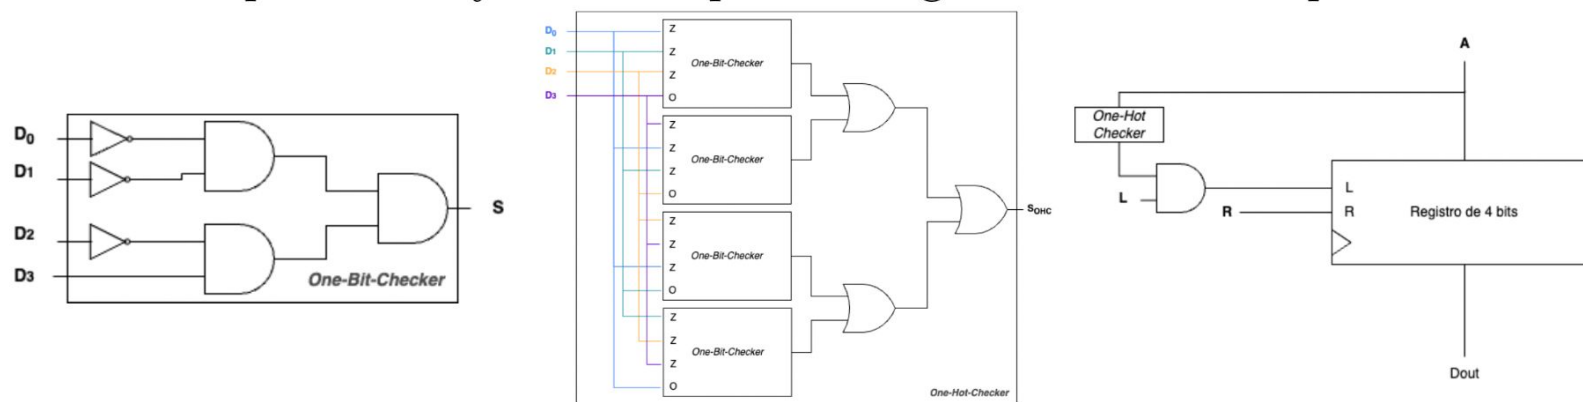 D0
D1
D2
D3
S
One-Bit-Checker
D0
D1
D2
D3
Z
Z
Z
O
One-Bit-Checker
Z
Z
Z
O
One-Bit-Checker
Z
Z
Z
O
One-Bit-Checker
Z
Z
Z
O
One-Bit-Checker
SOHC
One-Hot-Checker
A
One-Hot
Checker
L
R
L
R
Registro de 4 bits
Dout